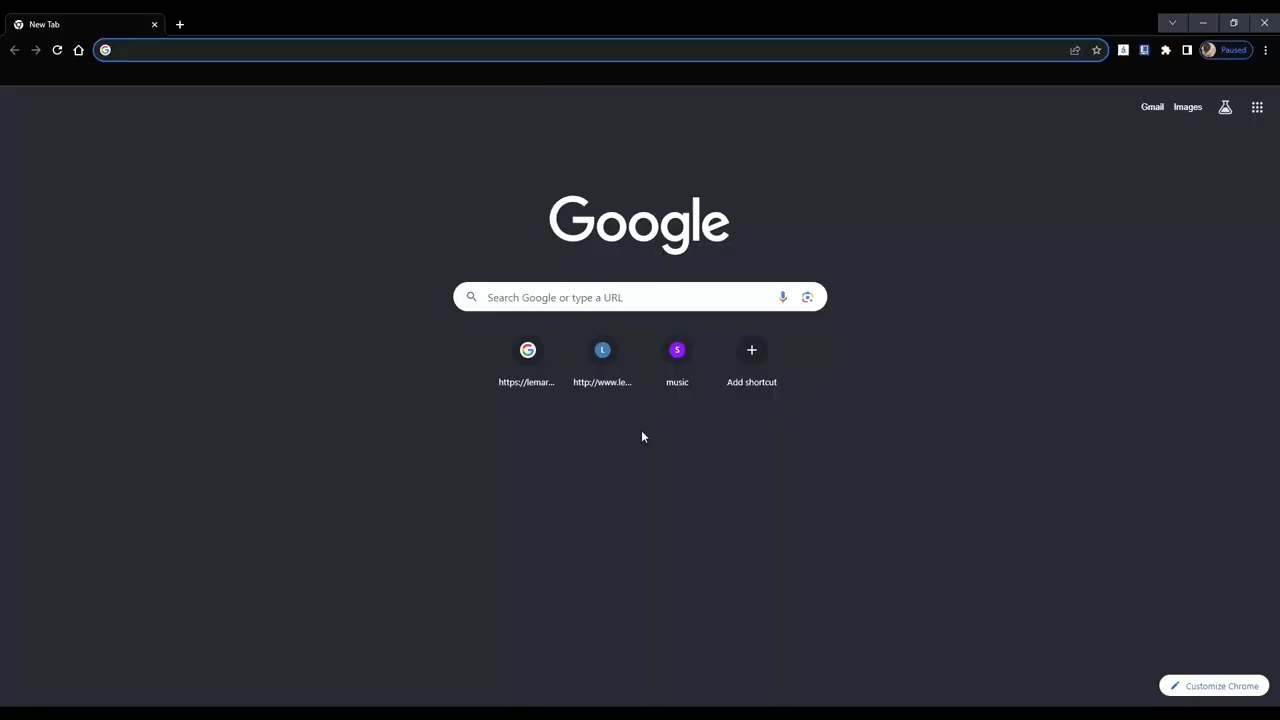 New Tab
Paused
Gmail Images
Google
Search Google or type a URL
L S
https://lemar... http://www.le... music Add shortcut
Customize Chrome